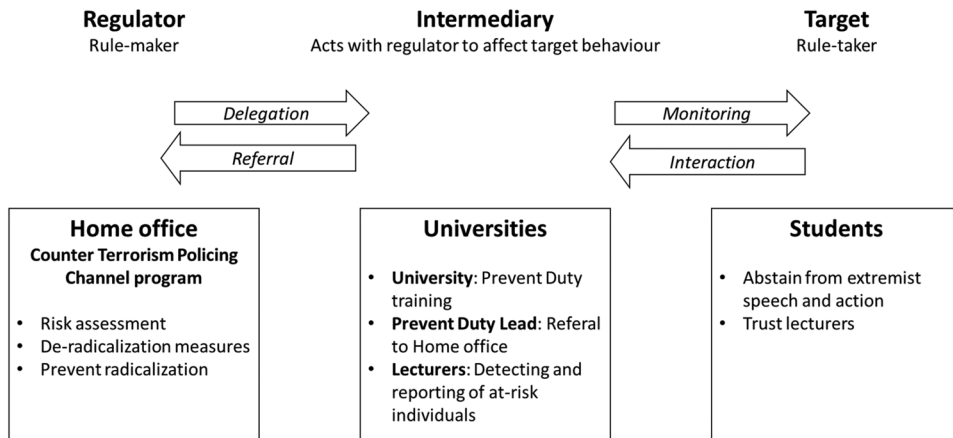 Regulator
Rule-maker
Intermediary
Acts with regulator to affect target behaviour
Target
Rule-taker
Delegation
Referral
Monitoring
Interaction
Home office
Counter Terrorism Policing
Channel program
• Risk assessment
• De-radicalization measures
• Prevent radicalization
Universities
• University: Prevent Duty
training
• Prevent Duty Lead: Referal
to Home office
• Lecturers: Detecting and
reporting of at-risk
individuals
Students
• Abstain from extremist
speech and action
• Trust lecturers